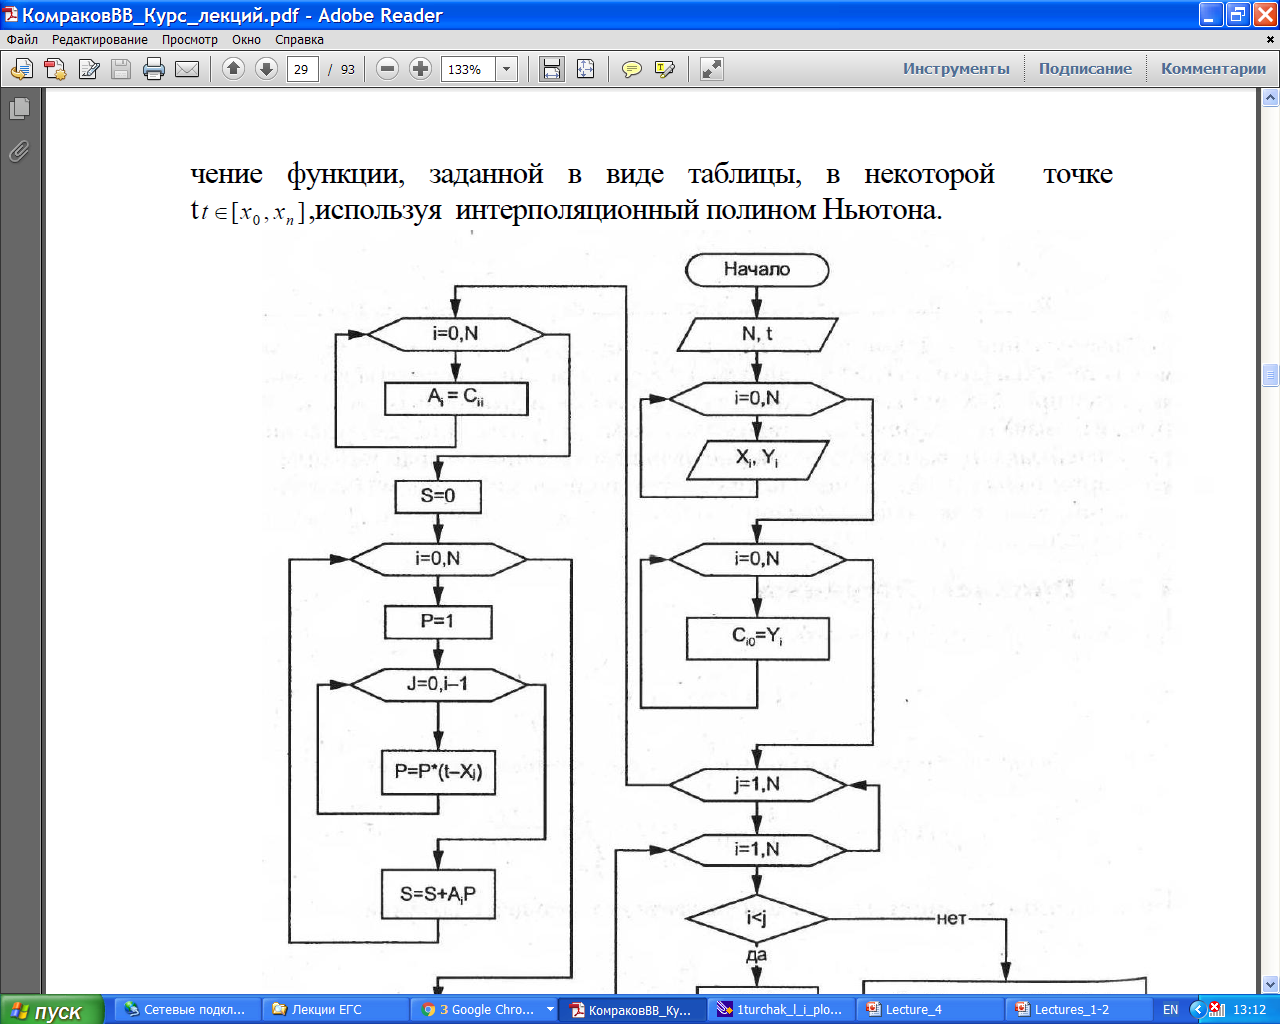 КомраковВВ_Курс_лекций.pdf - Adobe Reader
Файл Редактирование Просмотр Окно Справка
29 / 93 133% Инструменты Подписание Комментарии
чение функции, заданной в виде таблицы, в некоторой точке
t t ∈ [x₀, xₙ], используя интерполяционный полином Ньютона.
Начало
N, t
i=0,N
Xi, Yi
i=0,N
Ci0=Yi
j=1,N
i=1,N
i<j
нет
да
i=0,N
Ai = Cii
S=0
i=0,N
P=1
J=0,i–1
P=P*(t–Xj)
S=S+AiP
пуск Сетевые подкл... Лекции ЕГС 3 Google Chro... КомраковВВ_Ку... 1turchak_l_i_plo... Lecture_4 Lectures_1-2 EN 13:12